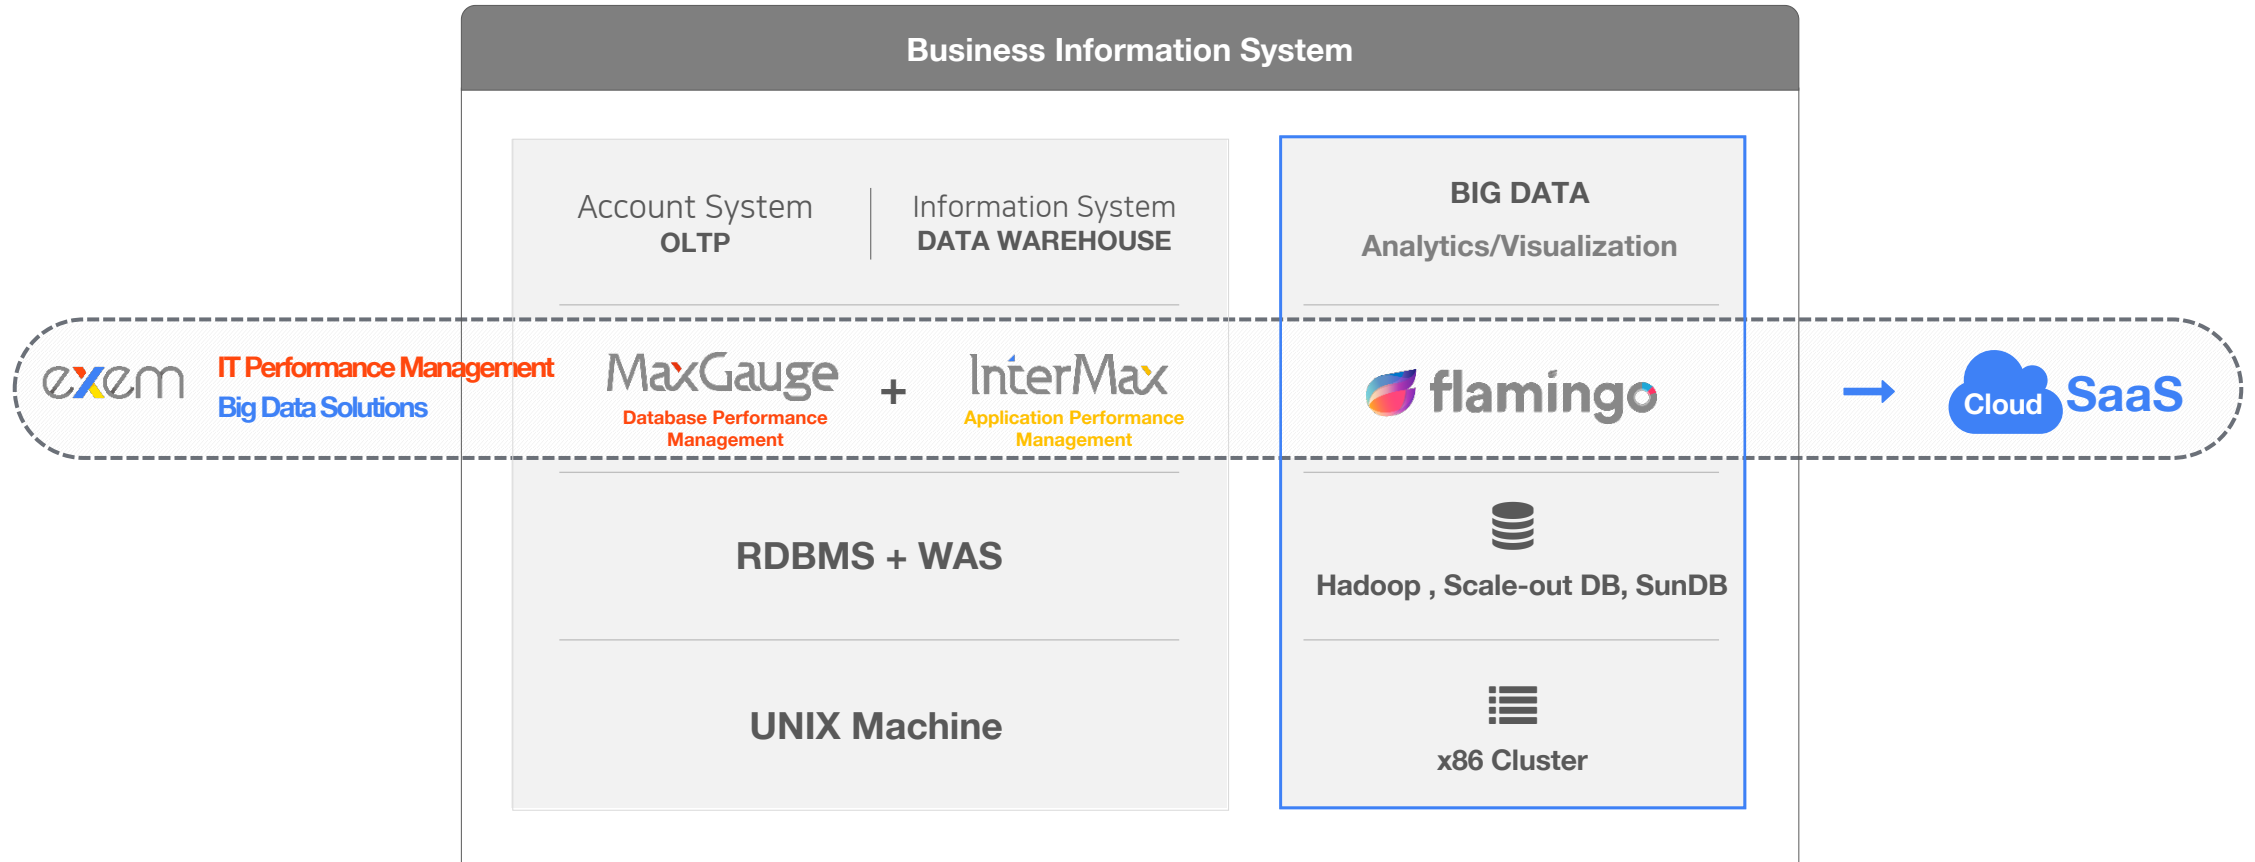 Business Information System
Account System
OLTP
Information System
DATA WAREHOUSE
BIG DATA
Analytics/Visualization
exem
IT Performance Management
Big Data Solutions
MaxGauge
Database Performance
Management
+
InterMax
Application Performance
Management
flamingo
Cloud
SaaS
RDBMS + WAS
Hadoop , Scale-out DB, SunDB
UNIX Machine
x86 Cluster